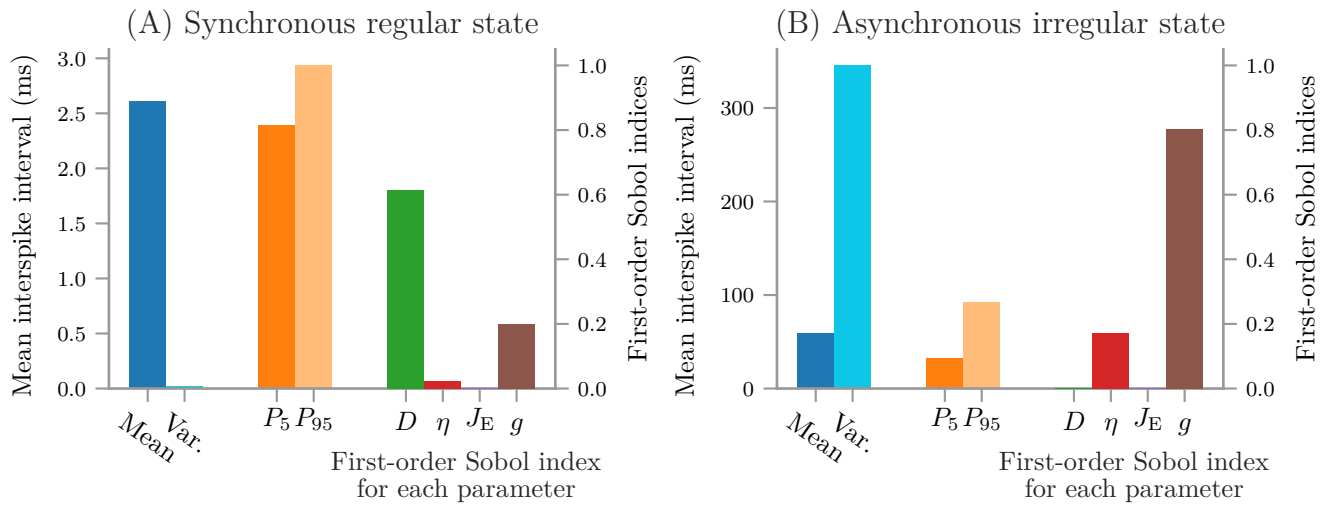 (A) Synchronous regular state
Mean interspike interval (ms)
3.0
2.5
2.0
1.5
1.0
0.5
0.0
First-order Sobol indices
1.0
0.8
0.6
0.4
0.2
0.0
Mean
Var.
P₅ P₉₅
D η J_E g
First-order Sobol index
for each parameter
(B) Asynchronous irregular state
Mean interspike interval (ms)
300
200
100
0
First-order Sobol indices
1.0
0.8
0.6
0.4
0.2
0.0
Mean
Var.
P₅ P₉₅
D η J_E g
First-order Sobol index
for each parameter